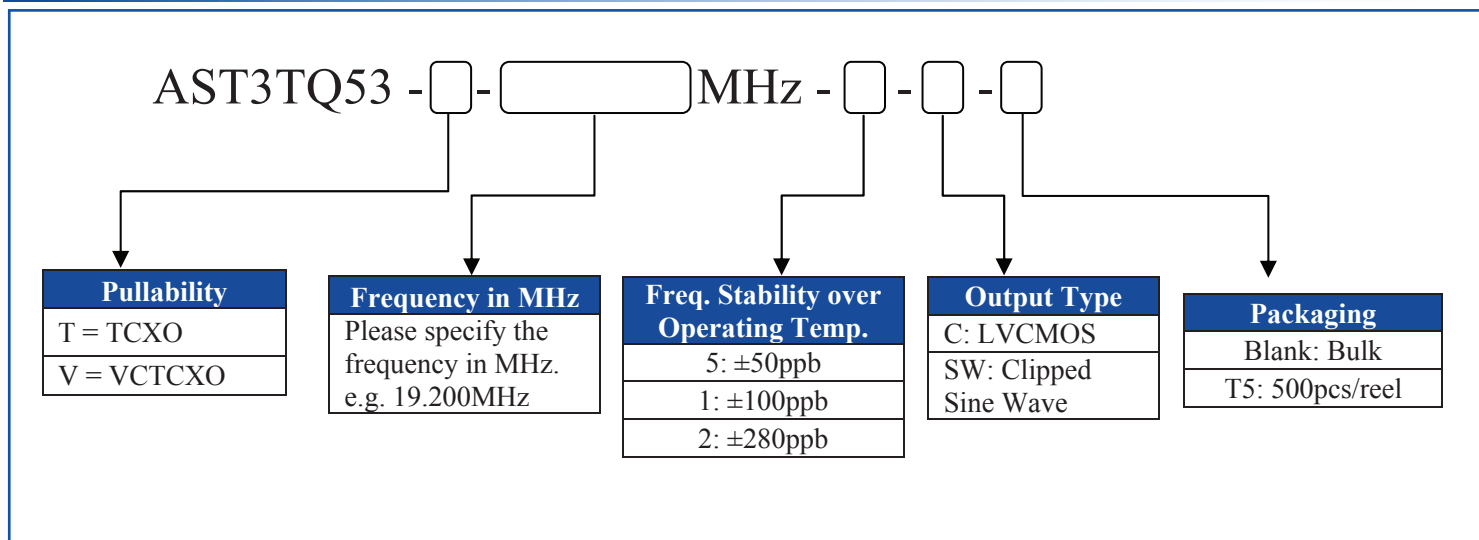 AST3TQ53 - - MHz - - -
Pullability
T = TCXO
V = VCTCXO
Frequency in MHz
Please specify the
frequency in MHz.
e.g. 19.200MHz
Freq. Stability over
Operating Temp.
5: ±50ppb
1: ±100ppb
2: ±280ppb
Output Type
C: LVCMOS
SW: Clipped
Sine Wave
Packaging
Blank: Bulk
T5: 500pcs/reel